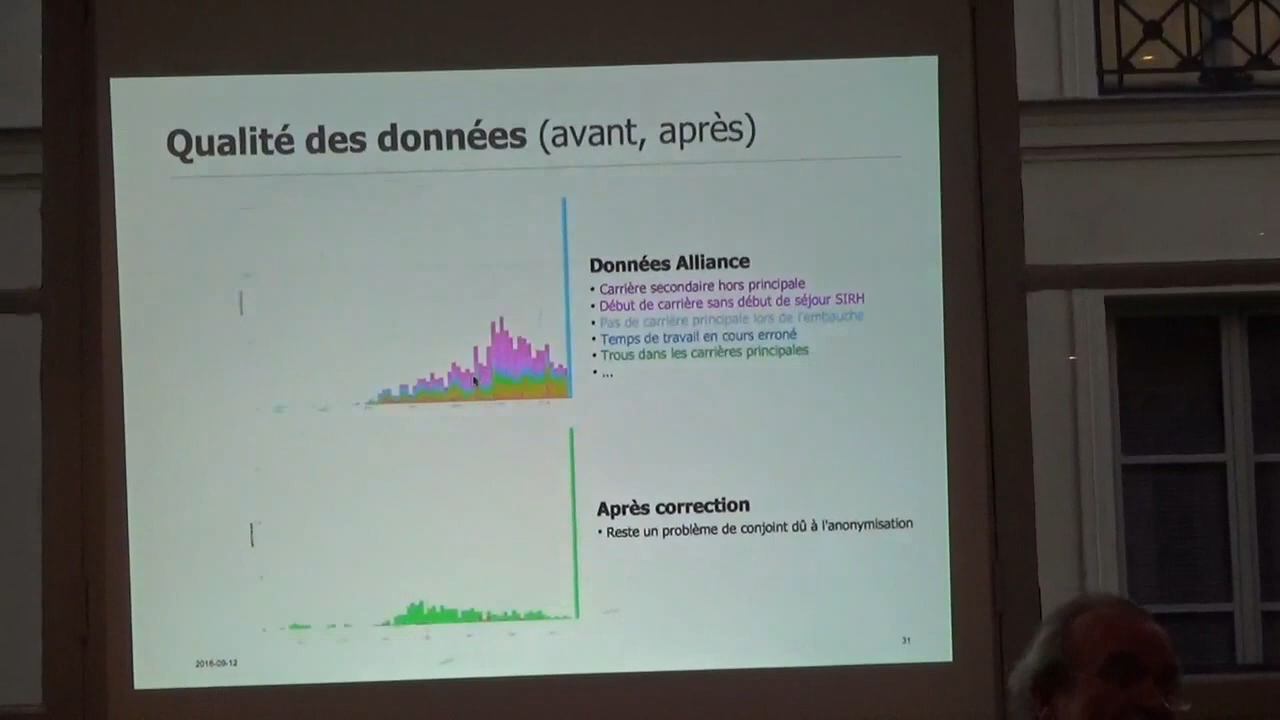 Qualité des données (avant, après)
Données Alliance
• Carrière secondaire hors principale
• Début de carrière sans début de séjour SIRH
• Pas de carrière principale lors de l'embauche
• Temps de travail en cours erroné
• Trous dans les carrières principales
• ...
Après correction
• Reste un problème de conjoint dû à l'anonymisation
2016-09-12
31